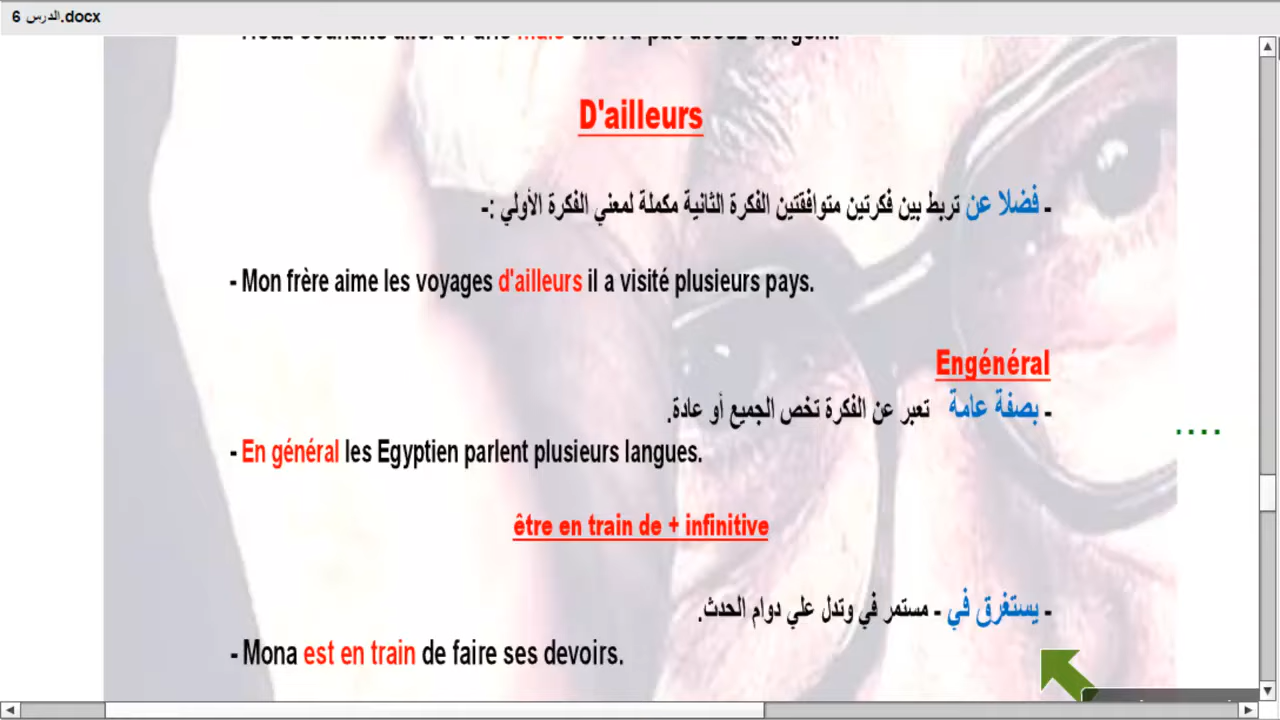 الدرس 6.docx
D'ailleurs
- فضلا عن تربط بين فكرتين متوافقتين الفكرة الثانية مكملة لمعني الفكرة الأولي :-
- Mon frère aime les voyages d'ailleurs il a visité plusieurs pays.
Engénéral
- بصفة عامة تعبر عن الفكرة تخص الجميع أو عادة.
- En général les Egyptien parlent plusieurs langues.
être en train de + infinitive
- يستغرق في - مستمر في وتدل علي دوام الحدث.
- Mona est en train de faire ses devoirs.